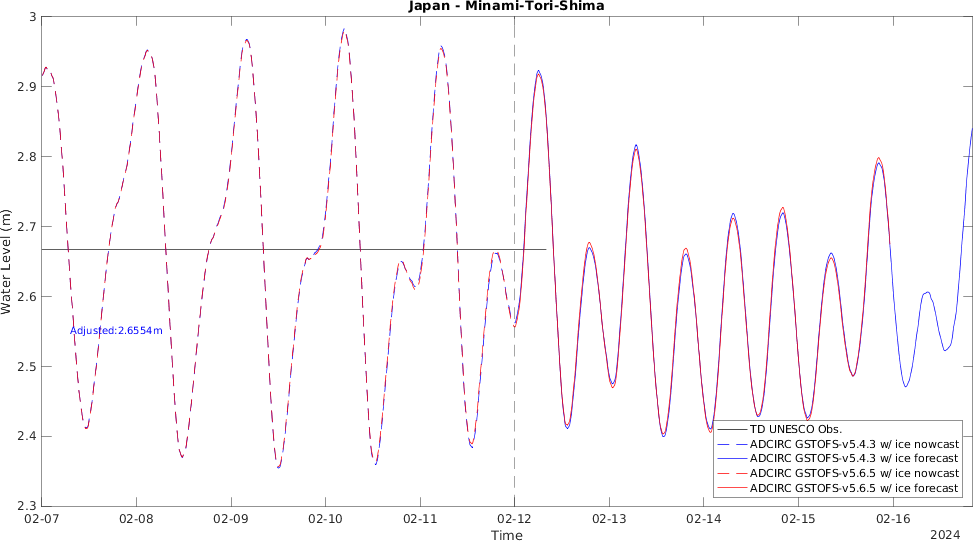 Japan - Minami-Tori-Shima
3
2.9
2.8
2.7
2.6
2.5
2.4
2.3
Water Level (m)
Adjusted:2.6554m
TD UNESCO Obs.
ADCIRC GSTOFS-v5.4.3 w/ ice nowcast
ADCIRC GSTOFS-v5.4.3 w/ ice forecast
ADCIRC GSTOFS-v5.6.5 w/ ice nowcast
ADCIRC GSTOFS-v5.6.5 w/ ice forecast
02-07 02-08 02-09 02-10 02-11 02-12 02-13 02-14 02-15 02-16
Time
2024